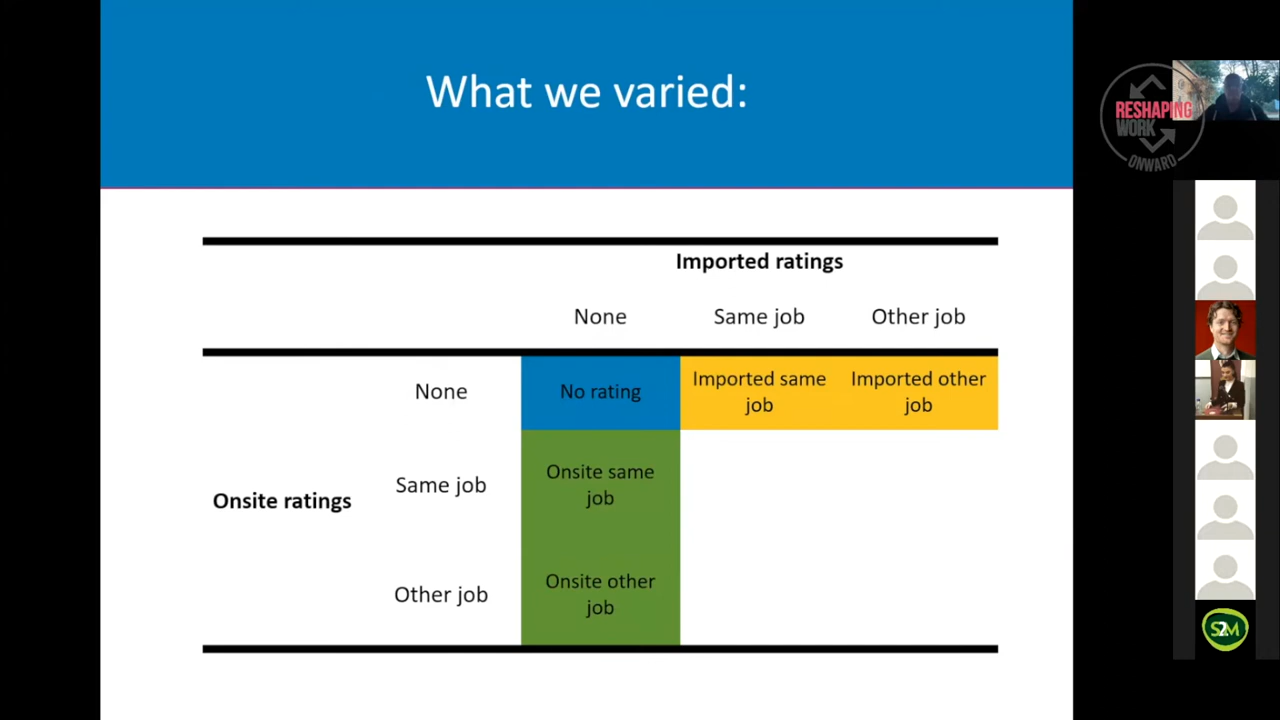 What we varied:
RESHAPING
WORK
ONWARD
Imported ratings
None
Same job
Other job
None
No rating
Imported same
job
Imported other
job
Onsite ratings
Same job
Onsite same
job
Other job
Onsite other
job
S2M